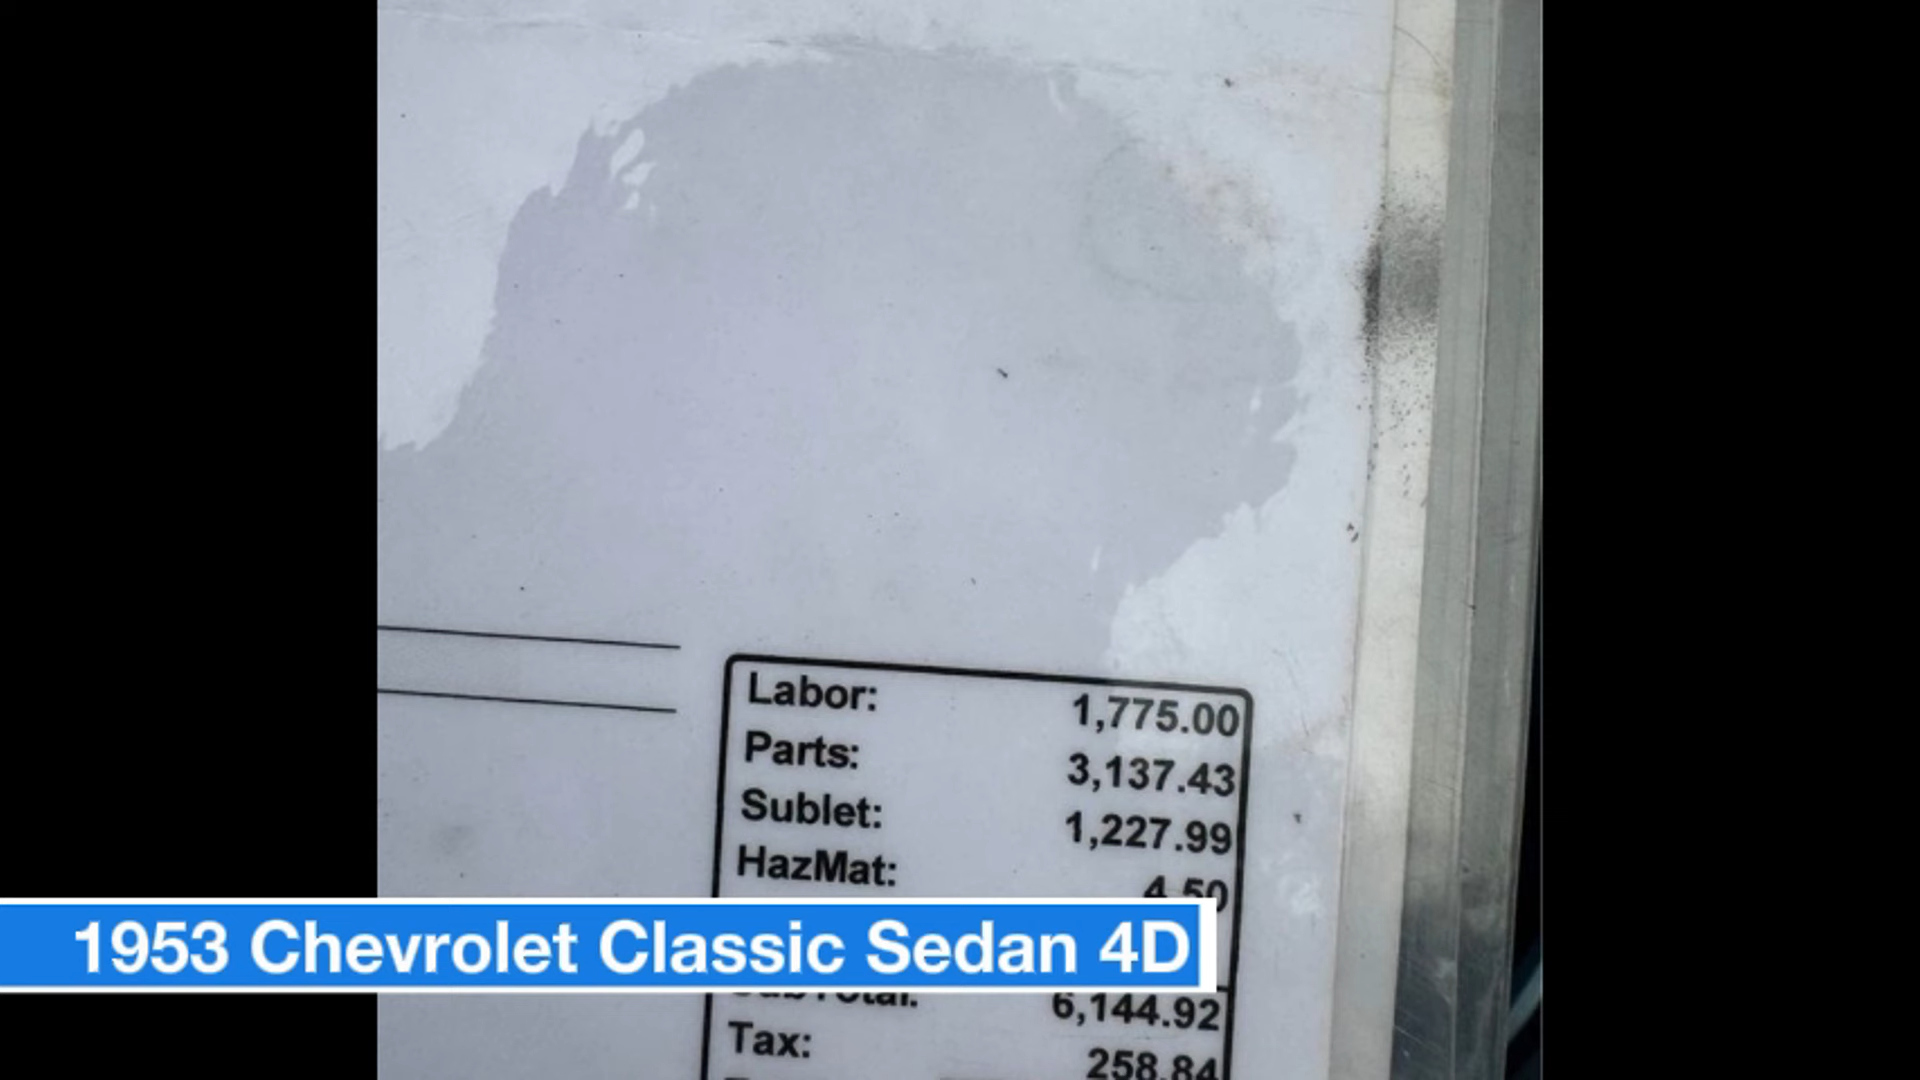 Labor: 1,775.00
Parts: 3,137.43
Sublet: 1,227.99
HazMat: 4.50
1953 Chevrolet Classic Sedan 4D
SubTotal: 6,144.92
Tax: 258.84